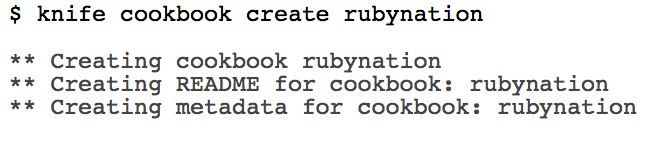 $ knife cookbook create rubynation
** Creating cookbook rubynation
** Creating README for cookbook: rubynation
** Creating metadata for cookbook: rubynation